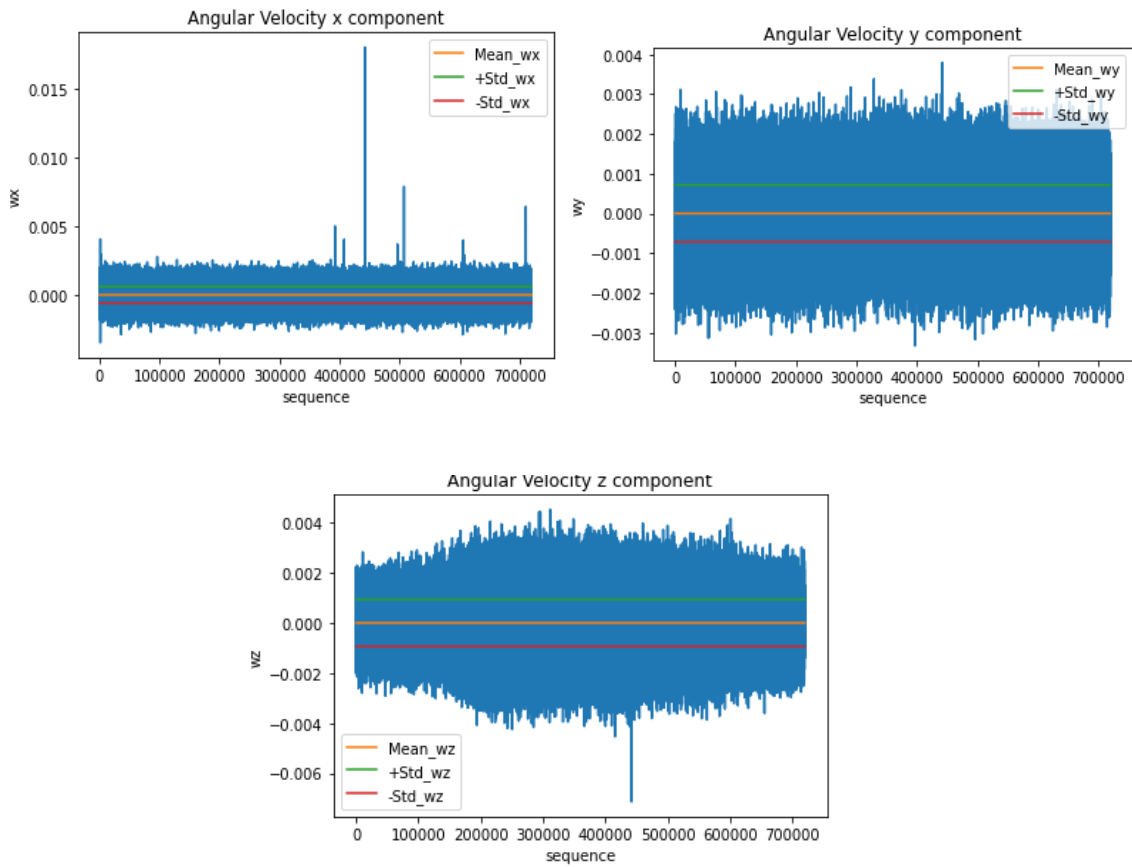 Angular Velocity x component
0.015
0.010
0.005
0.000
wx
Mean_wx
+Std_wx
-Std_wx
0 100000 200000 300000 400000 500000 600000 700000
sequence
Angular Velocity y component
0.004
0.003
0.002
0.001
0.000
−0.001
−0.002
−0.003
wy
Mean_wy
+Std_wy
-Std_wy
0 100000 200000 300000 400000 500000 600000 700000
sequence
Angular Velocity z component
0.004
0.002
0.000
−0.002
−0.004
−0.006
wz
Mean_wz
+Std_wz
-Std_wz
0 100000 200000 300000 400000 500000 600000 700000
sequence